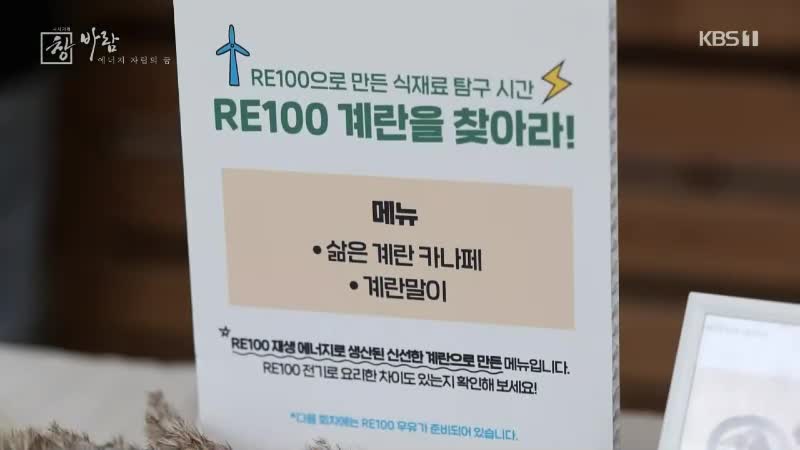 창 바람
에너지 자립의 꿈
KBS 1
RE100으로 만든 식재료 탐구 시간
RE100 계란을 찾아라!
메뉴
• 삶은 계란 카나페
• 계란말이
☆ RE100 재생 에너지로 생산된 신선한 계란으로 만든 메뉴입니다.
RE100 전기로 요리한 차이도 있는지 확인해 보세요!
*다음 회차에는 RE100 우유가 준비되어 있습니다.